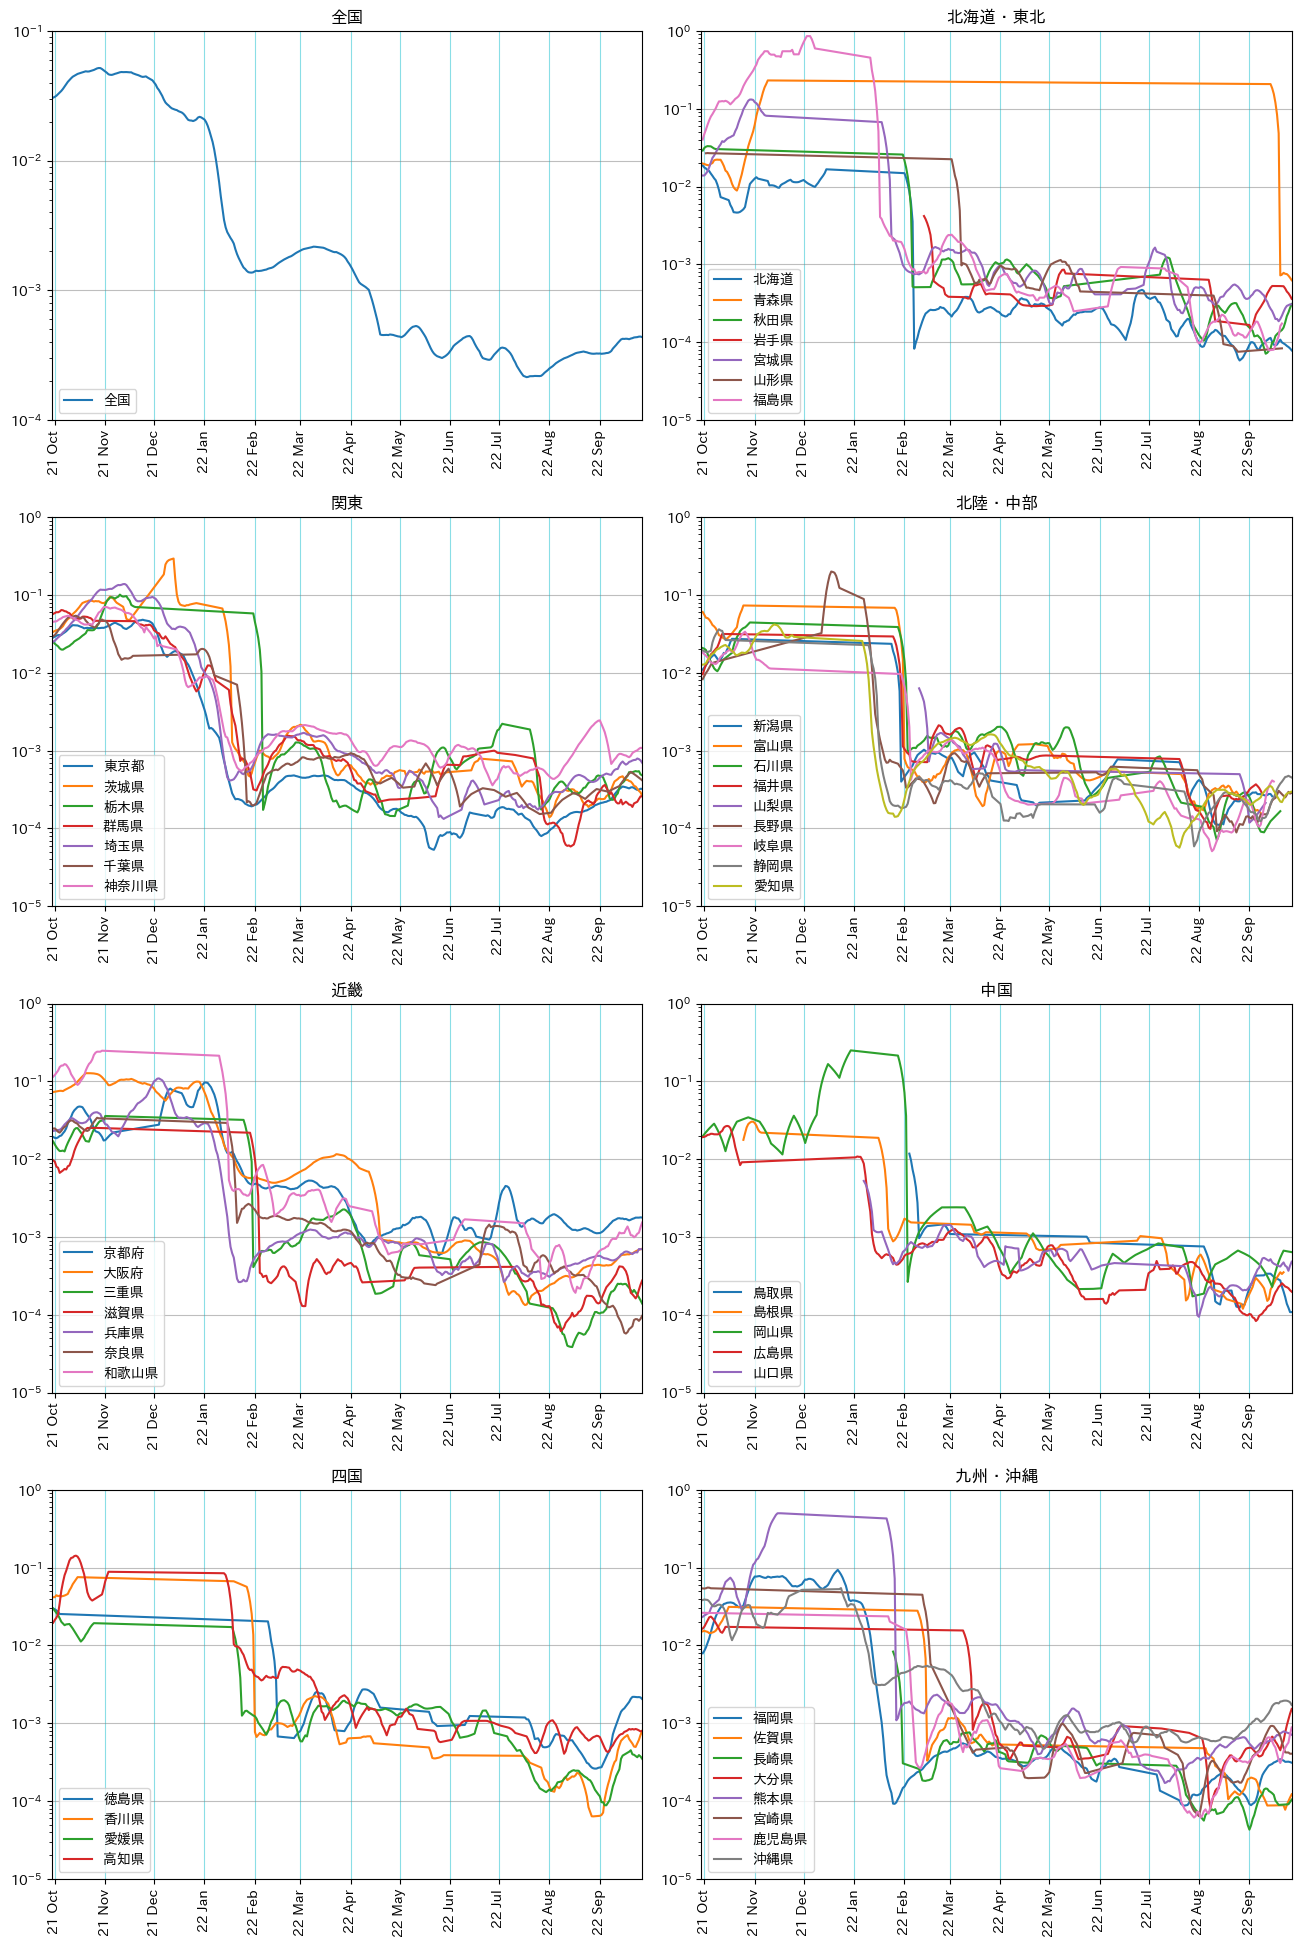 全国
10⁻¹
10⁻²
10⁻³
10⁻⁴
全国
21 Oct
21 Nov
21 Dec
22 Jan
22 Feb
22 Mar
22 Apr
22 May
22 Jun
22 Jul
22 Aug
22 Sep
北海道・東北
10⁰
10⁻¹
10⁻²
10⁻³
10⁻⁴
10⁻⁵
北海道
青森県
秋田県
岩手県
宮城県
山形県
福島県
21 Oct
21 Nov
21 Dec
22 Jan
22 Feb
22 Mar
22 Apr
22 May
22 Jun
22 Jul
22 Aug
22 Sep
関東
10⁰
10⁻¹
10⁻²
10⁻³
10⁻⁴
10⁻⁵
東京都
茨城県
栃木県
群馬県
埼玉県
千葉県
神奈川県
21 Oct
21 Nov
21 Dec
22 Jan
22 Feb
22 Mar
22 Apr
22 May
22 Jun
22 Jul
22 Aug
22 Sep
北陸・中部
10⁰
10⁻¹
10⁻²
10⁻³
10⁻⁴
10⁻⁵
新潟県
富山県
石川県
福井県
山梨県
長野県
岐阜県
静岡県
愛知県
21 Oct
21 Nov
21 Dec
22 Jan
22 Feb
22 Mar
22 Apr
22 May
22 Jun
22 Jul
22 Aug
22 Sep
近畿
10⁰
10⁻¹
10⁻²
10⁻³
10⁻⁴
10⁻⁵
京都府
大阪府
三重県
滋賀県
兵庫県
奈良県
和歌山県
21 Oct
21 Nov
21 Dec
22 Jan
22 Feb
22 Mar
22 Apr
22 May
22 Jun
22 Jul
22 Aug
22 Sep
中国
10⁰
10⁻¹
10⁻²
10⁻³
10⁻⁴
10⁻⁵
鳥取県
島根県
岡山県
広島県
山口県
21 Oct
21 Nov
21 Dec
22 Jan
22 Feb
22 Mar
22 Apr
22 May
22 Jun
22 Jul
22 Aug
22 Sep
四国
10⁰
10⁻¹
10⁻²
10⁻³
10⁻⁴
10⁻⁵
徳島県
香川県
愛媛県
高知県
21 Oct
21 Nov
21 Dec
22 Jan
22 Feb
22 Mar
22 Apr
22 May
22 Jun
22 Jul
22 Aug
22 Sep
九州・沖縄
10⁰
10⁻¹
10⁻²
10⁻³
10⁻⁴
10⁻⁵
福岡県
佐賀県
長崎県
大分県
熊本県
宮崎県
鹿児島県
沖縄県
21 Oct
21 Nov
21 Dec
22 Jan
22 Feb
22 Mar
22 Apr
22 May
22 Jun
22 Jul
22 Aug
22 Sep